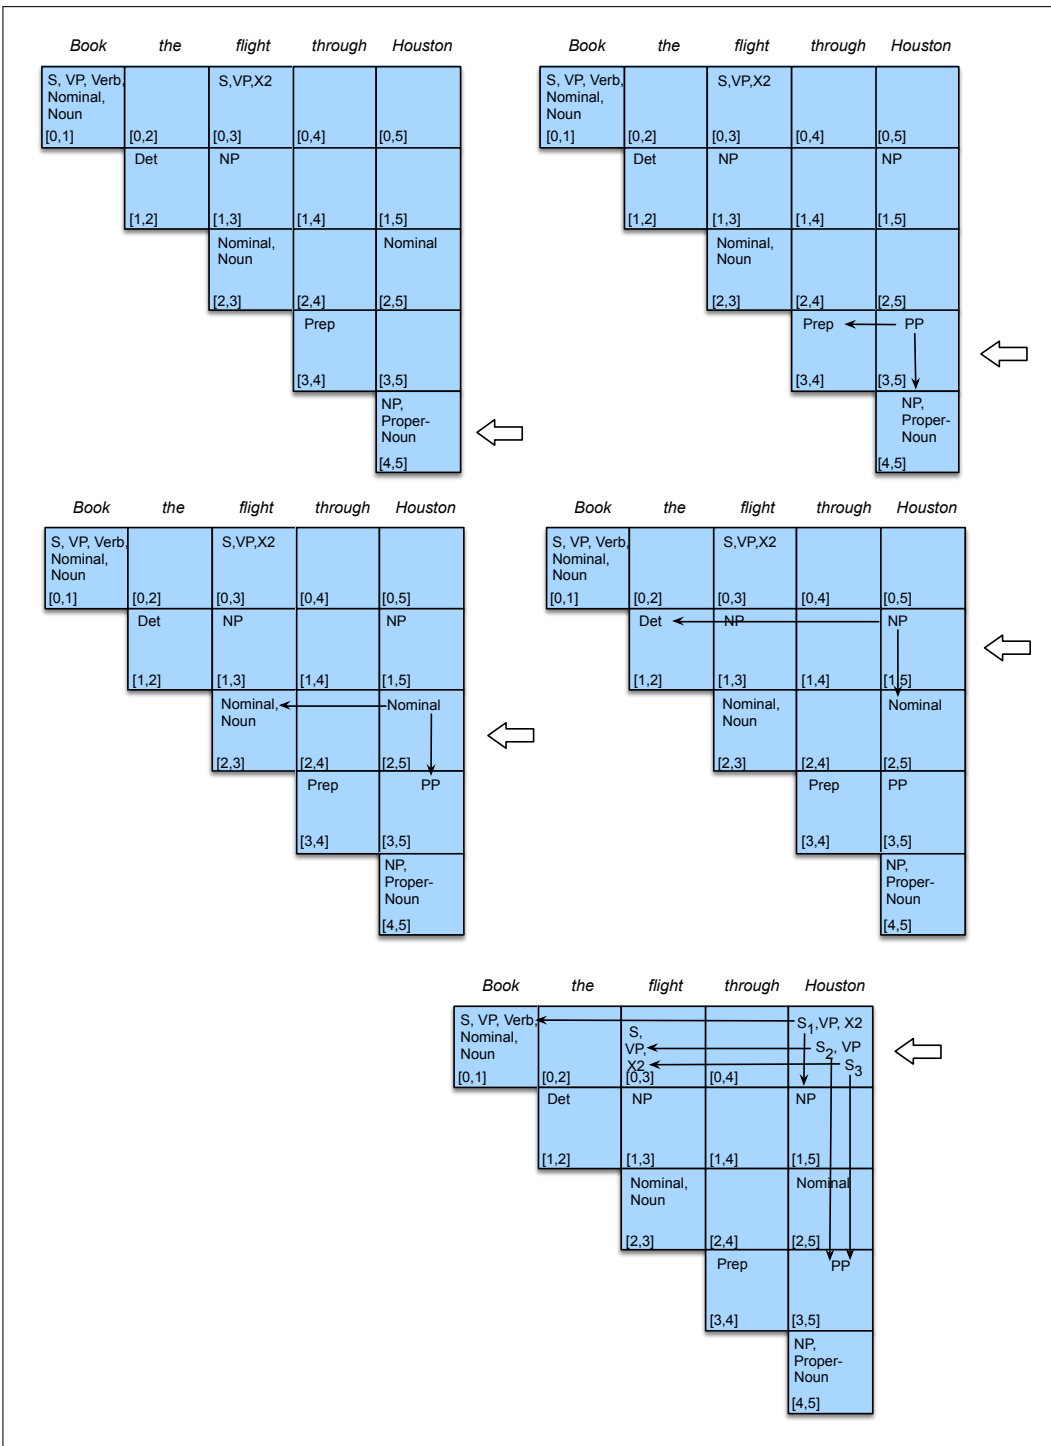 Book the flight through Houston
S, VP, Verb, Nominal, Noun [0,1]
[0,2]
S,VP,X2 [0,3]
[0,4]
[0,5]
Det [1,2]
NP [1,3]
[1,4]
[1,5]
Nominal, Noun [2,3]
[2,4]
Nominal [2,5]
Prep [3,4]
[3,5]
NP, Proper-Noun [4,5]
Book the flight through Houston
S, VP, Verb, Nominal, Noun [0,1]
[0,2]
S,VP,X2 [0,3]
[0,4]
[0,5]
Det [1,2]
NP [1,3]
[1,4]
NP [1,5]
Nominal, Noun [2,3]
[2,4]
[2,5]
Prep [3,4]
PP [3,5]
NP, Proper-Noun [4,5]
Book the flight through Houston
S, VP, Verb, Nominal, Noun [0,1]
[0,2]
S,VP,X2 [0,3]
[0,4]
[0,5]
Det [1,2]
NP [1,3]
[1,4]
NP [1,5]
Nominal, Noun [2,3]
[2,4]
Nominal [2,5]
Prep [3,4]
PP [3,5]
NP, Proper-Noun [4,5]
Book the flight through Houston
S, VP, Verb, Nominal, Noun [0,1]
[0,2]
S,VP,X2 [0,3]
[0,4]
[0,5]
Det [1,2]
NP [1,3]
[1,4]
NP [1,5]
Nominal, Noun [2,3]
[2,4]
Nominal [2,5]
Prep [3,4]
PP [3,5]
NP, Proper-Noun [4,5]
Book the flight through Houston
S, VP, Verb, Nominal, Noun [0,1]
[0,2]
S, VP, X2 [0,3]
[0,4]
S1,VP, X2
S2, VP
S3
Det [1,2]
NP [1,3]
[1,4]
NP [1,5]
Nominal, Noun [2,3]
[2,4]
Nominal [2,5]
Prep [3,4]
PP [3,5]
NP, Proper-Noun [4,5]